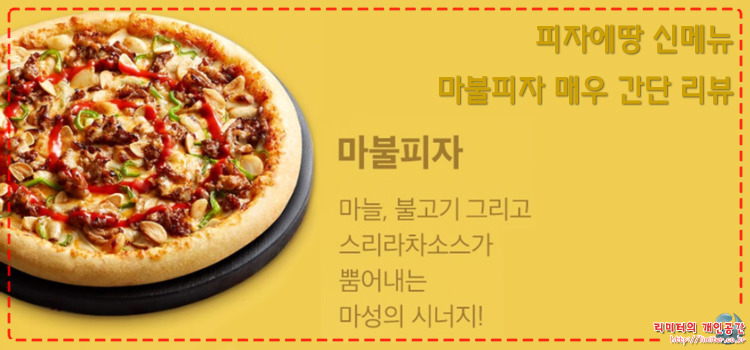 피자에땅 신메뉴
마불피자 매우 간단 리뷰
마불피자
마늘, 불고기 그리고
스리라차소스가
뿜어내는
마성의 시너지!
리미터의 개인공간